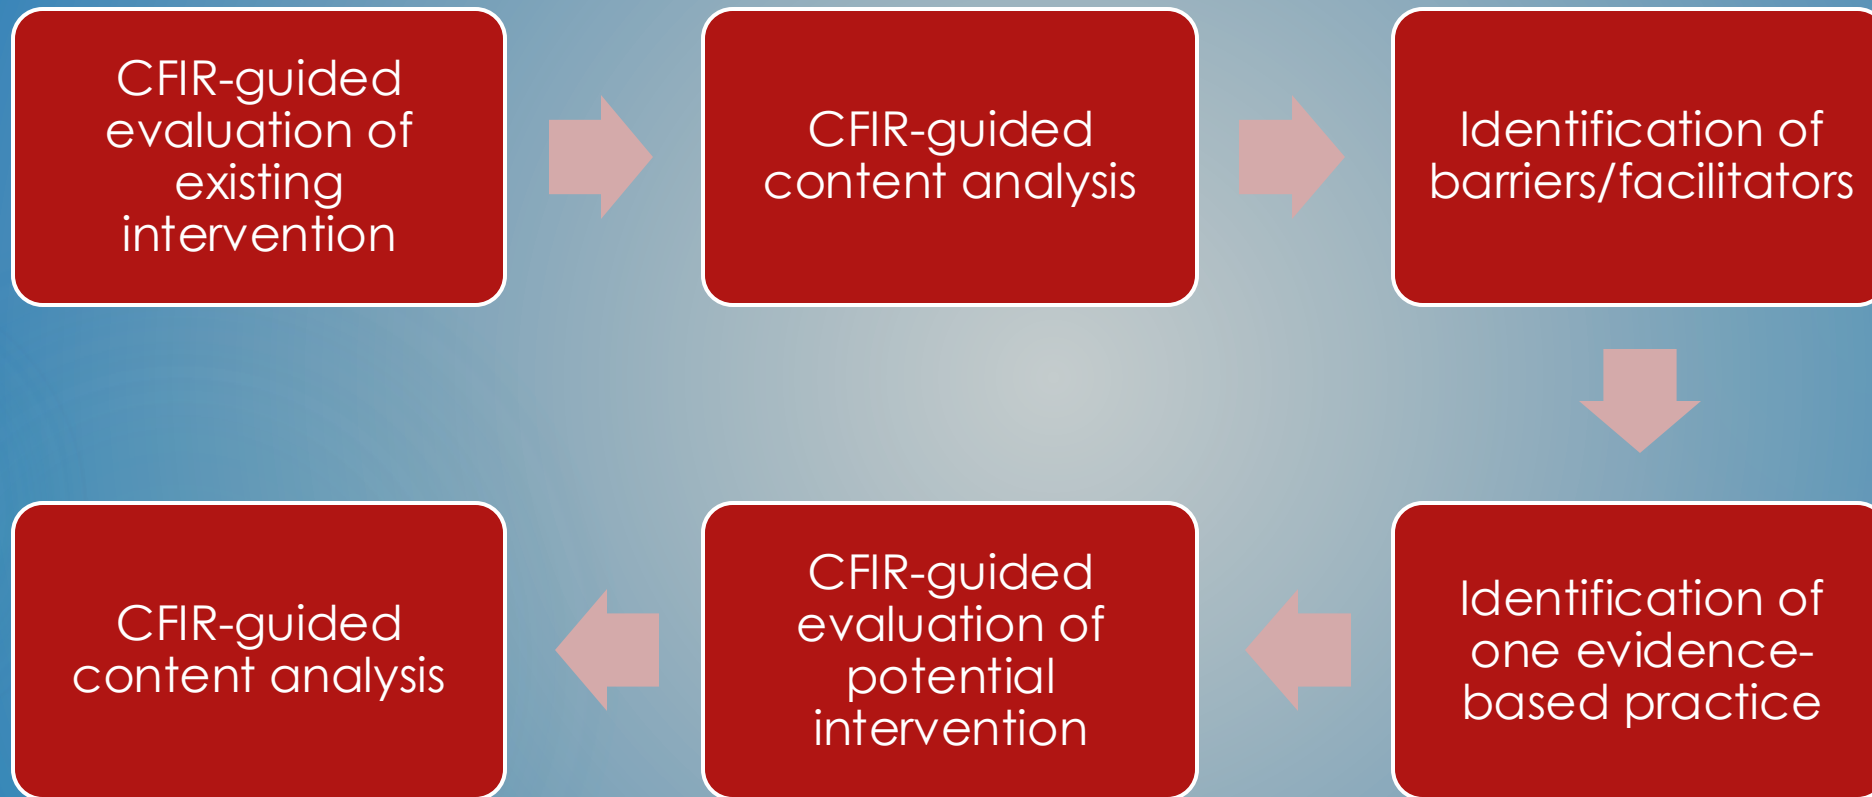 CFIR-guided
evaluation of
existing
intervention
CFIR-guided
content analysis
Identification of
barriers/facilitators
Identification of
one evidence-
based practice
CFIR-guided
evaluation of
potential
intervention
CFIR-guided
content analysis